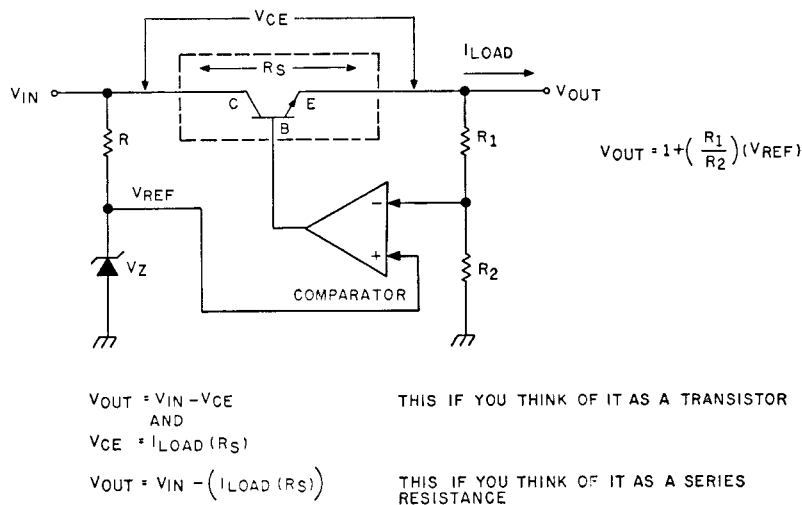 VCE
ILOAD
RS
VIN
C
E
VOUT
B
R
R1
VOUT = 1+(R1/R2)(VREF)
VREF
−
+
VZ
R2
COMPARATOR
VOUT = VIN - VCE
THIS IF YOU THINK OF IT AS A TRANSISTOR
AND
VCE = ILOAD (RS)
VOUT = VIN - (ILOAD (RS))
THIS IF YOU THINK OF IT AS A SERIES
RESISTANCE